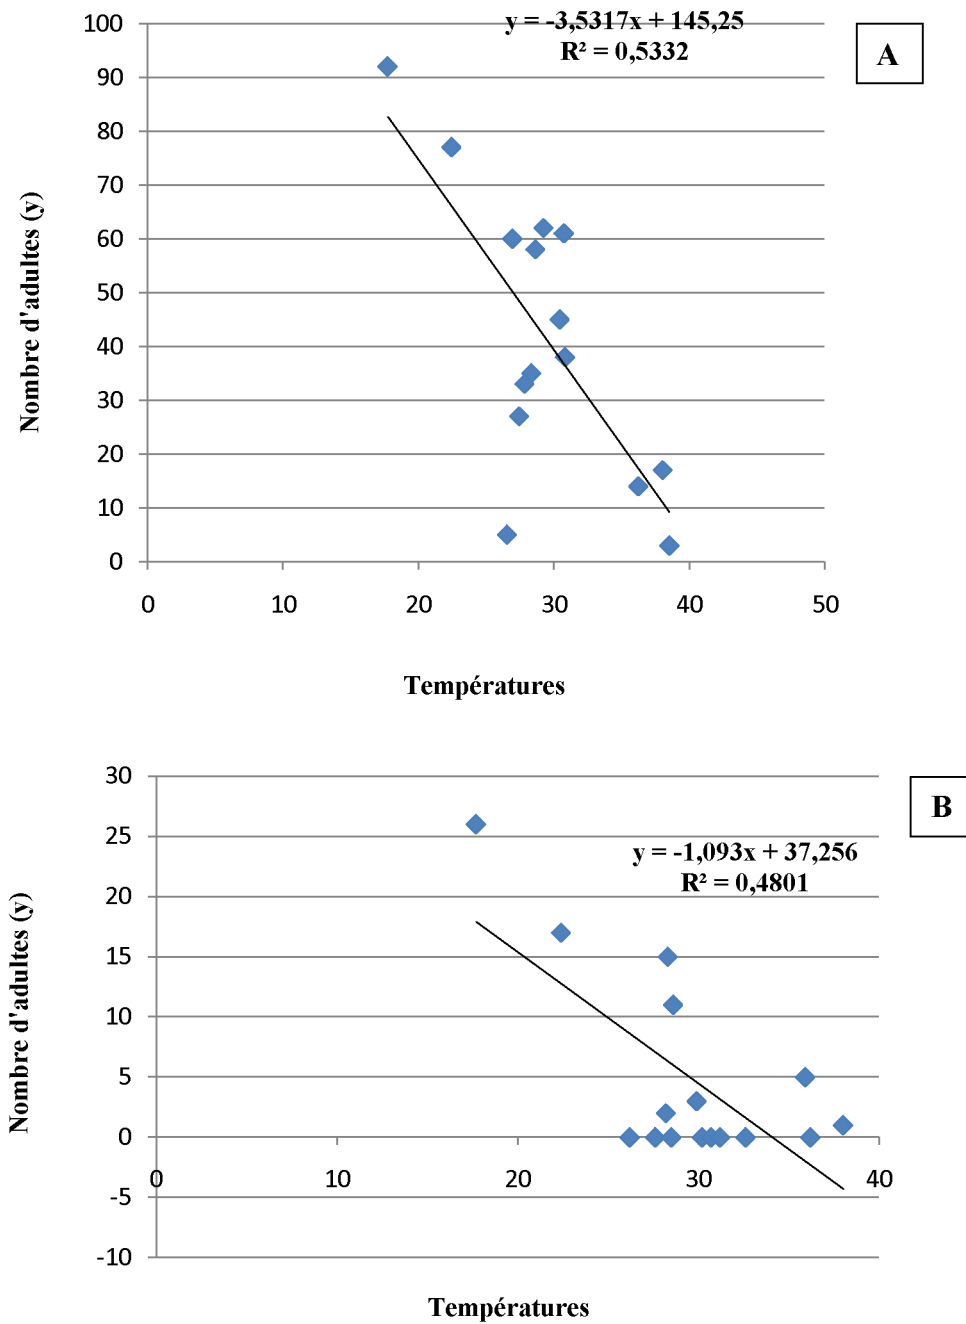 y = -3,5317x + 145,25
R² = 0,5332
A
100
90
80
70
60
50
40
30
20
10
0
Nombre d'adultes (y)
0 10 20 30 40 50
Températures
B
y = -1,093x + 37,256
R² = 0,4801
30
25
20
15
10
5
0
-5
-10
Nombre d'adultes (y)
0 10 20 30 40
Températures